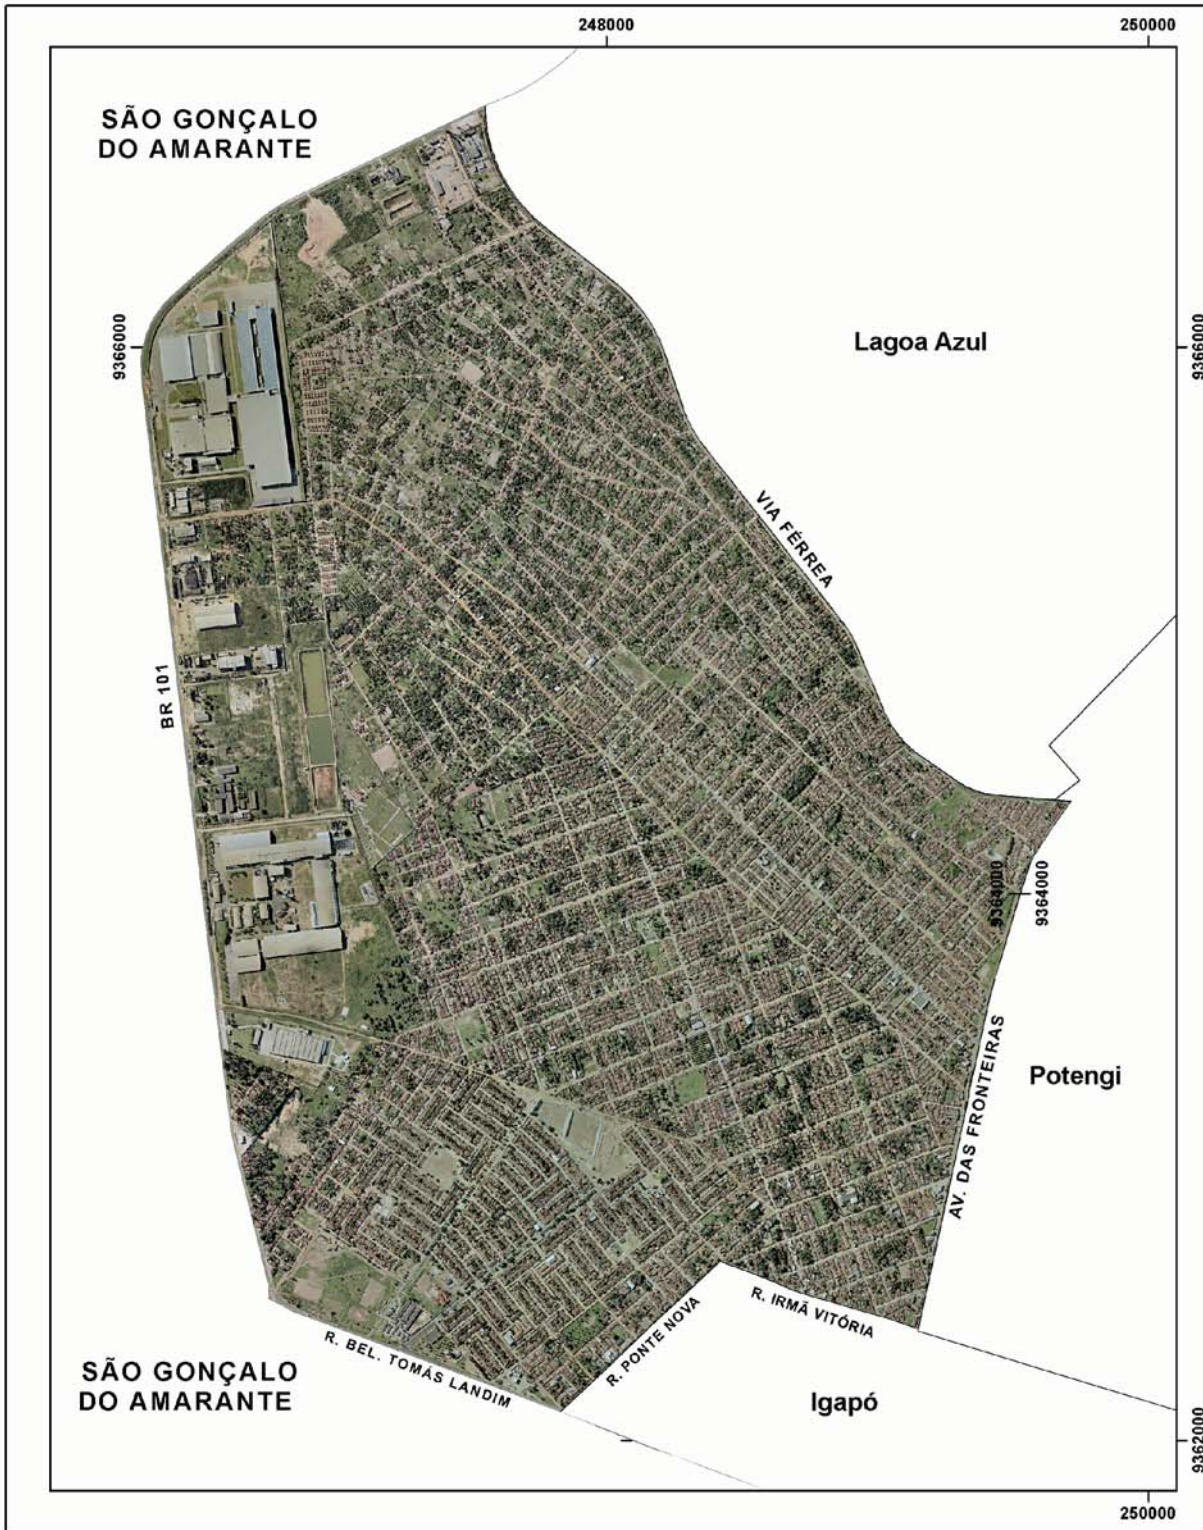 248000
250000
SÃO GONÇALO
DO AMARANTE
9366000
Lagoa Azul
9366000
VIA FÉRREA
BR 101
9364000
9364000
AV. DAS FRONTEIRAS
Potengi
R. IRMÃ VITÓRIA
R. PONTE NOVA
R. BEL. TOMÁS LANDIM
SÃO GONÇALO
DO AMARANTE
Igapó
9362000
250000